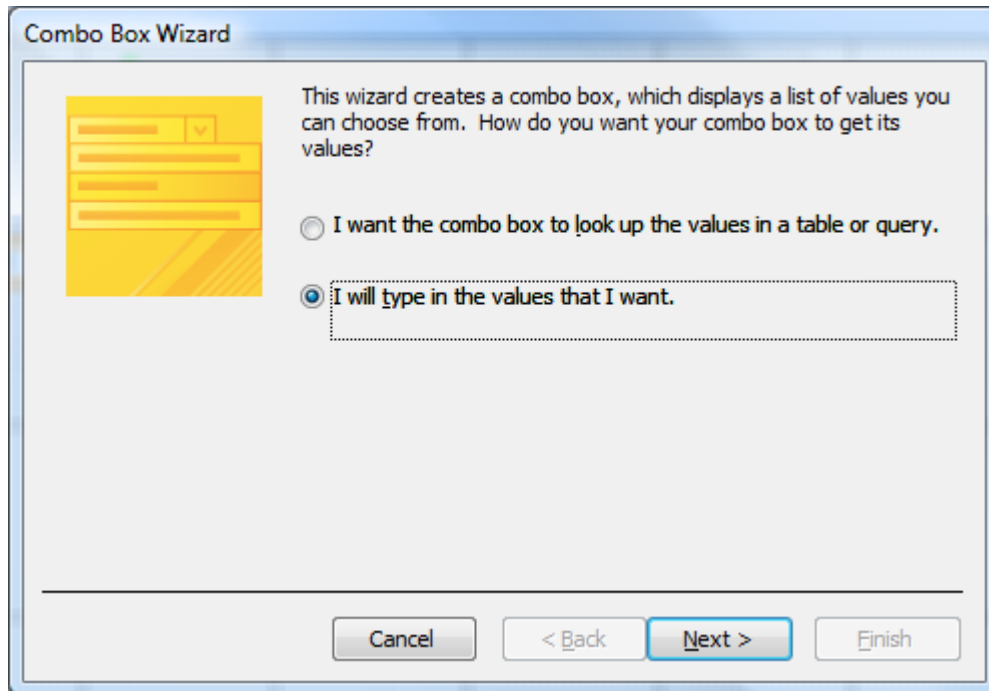 Combo Box Wizard
This wizard creates a combo box, which displays a list of values you
can choose from.  How do you want your combo box to get its
values?
I want the combo box to look up the values in a table or query.
I will type in the values that I want.
Cancel
< Back
Next >
Finish